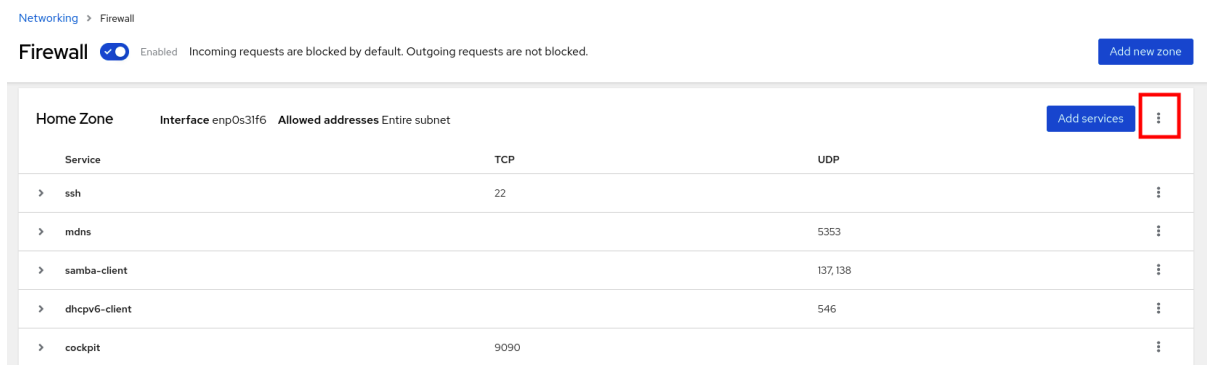 Networking > Firewall
Firewall Enabled Incoming requests are blocked by default. Outgoing requests are not blocked. Add new zone
Home Zone Interface enp0s31f6 Allowed addresses Entire subnet Add services
Service TCP UDP
ssh 22
mdns 5353
samba-client 137, 138
dhcpv6-client 546
cockpit 9090